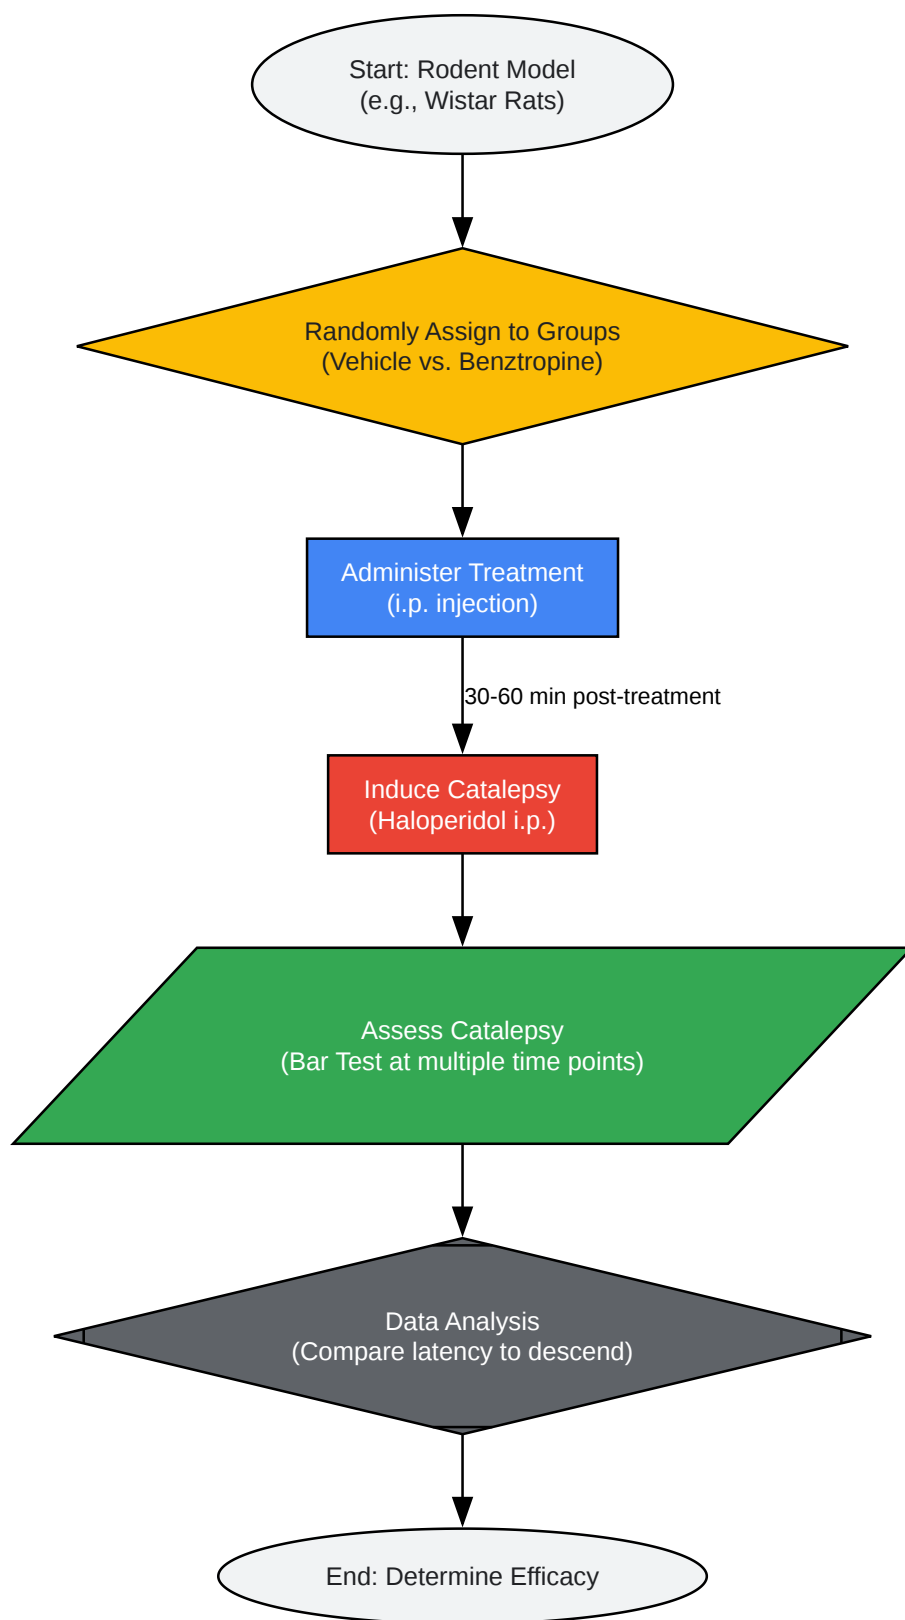 Start: Rodent Model
(e.g., Wistar Rats)
Randomly Assign to Groups
(Vehicle vs. Benztropine)
Administer Treatment
(i.p. injection)
30-60 min post-treatment
Induce Catalepsy
(Haloperidol i.p.)
Assess Catalepsy
(Bar Test at multiple time points)
Data Analysis
(Compare latency to descend)
End: Determine Efficacy